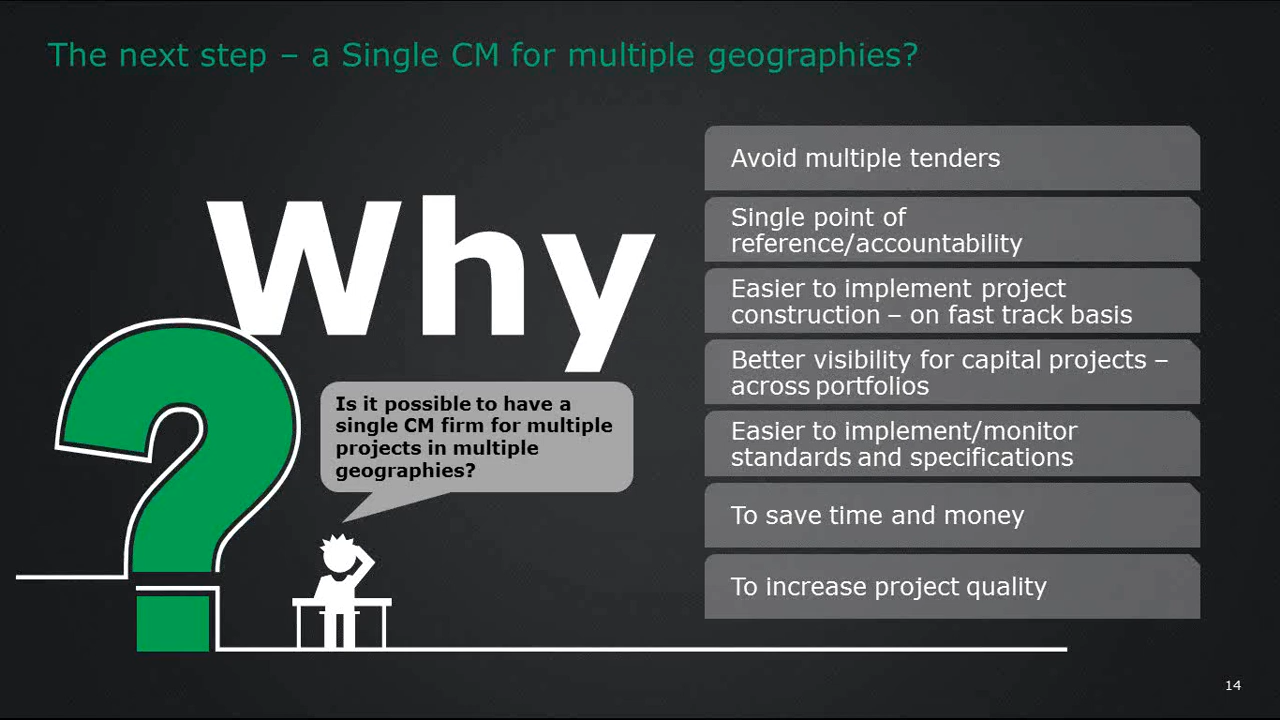 The next step – a Single CM for multiple geographies?
Why
Is it possible to have a
single CM firm for multiple
projects in multiple
geographies?
Avoid multiple tenders
Single point of
reference/accountability
Easier to implement project
construction – on fast track basis
Better visibility for capital projects –
across portfolios
Easier to implement/monitor
standards and specifications
To save time and money
To increase project quality
14